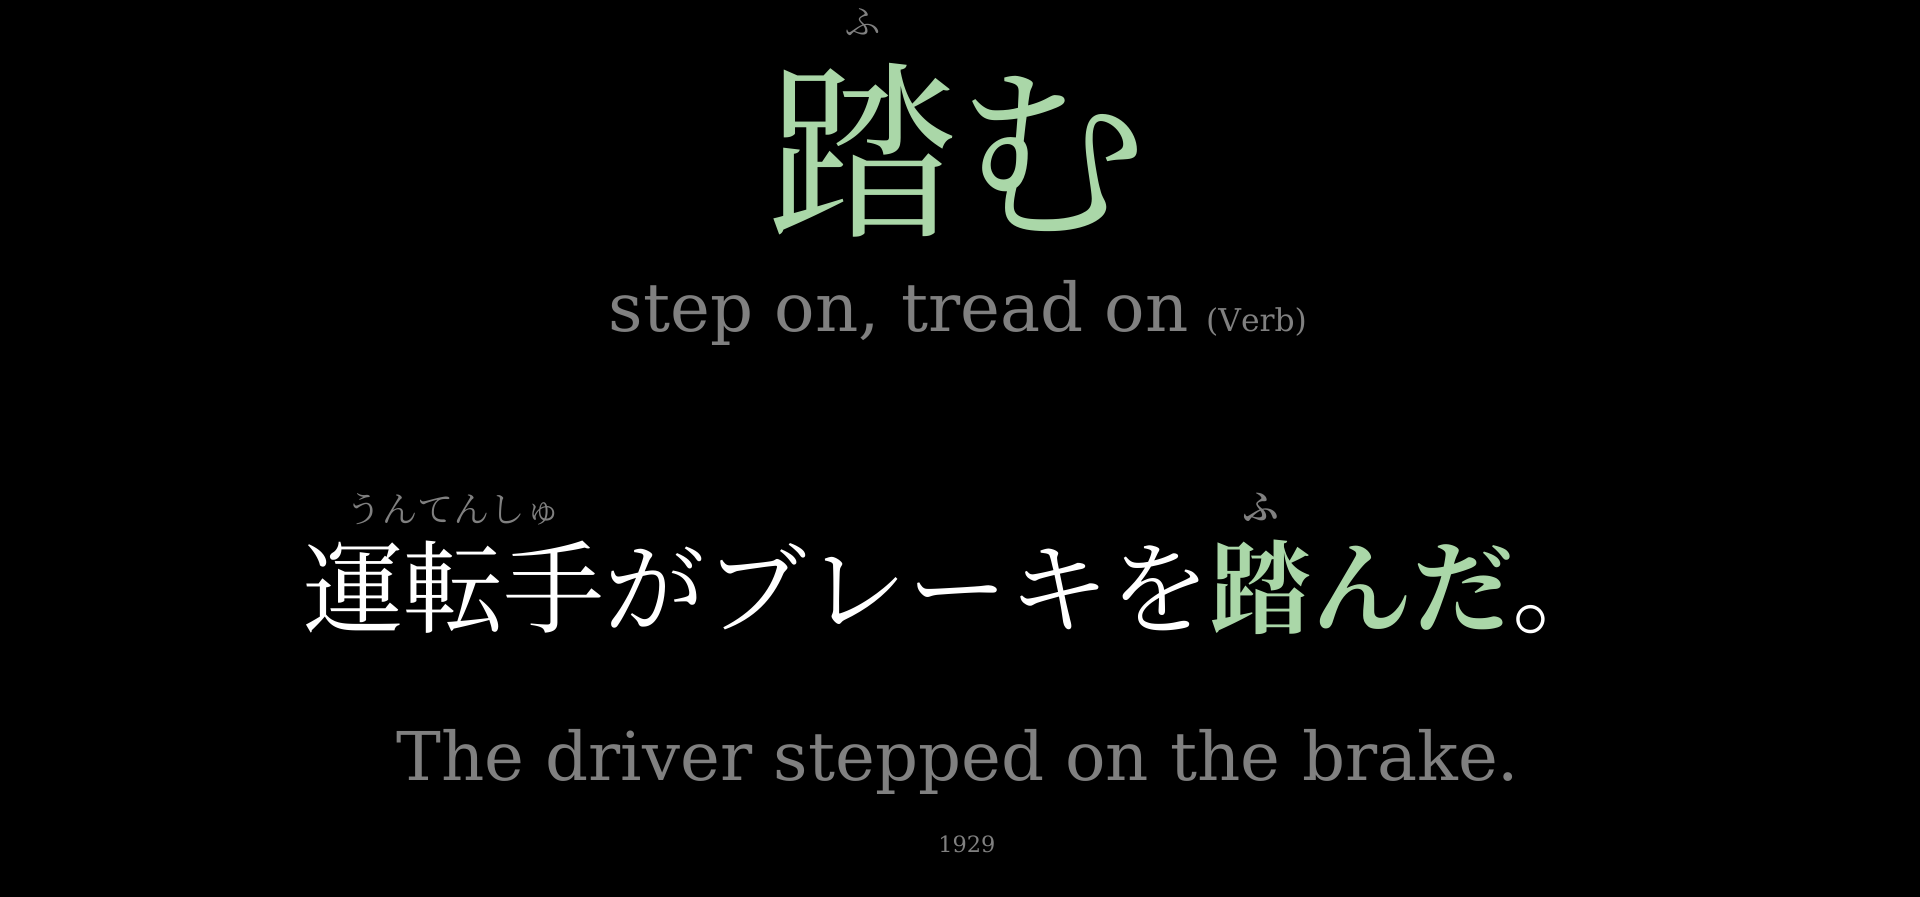 ふ
踏む
step on, tread on (Verb)
うんてんしゅ ふ
運転手がブレーキを踏んだ。
The driver stepped on the brake.
1929